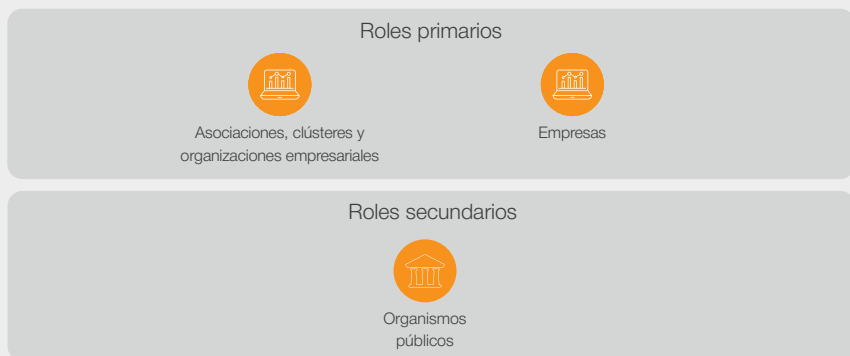 Roles primarios
Asociaciones, clústeres y
organizaciones empresariales
Empresas
Roles secundarios
Organismos
públicos